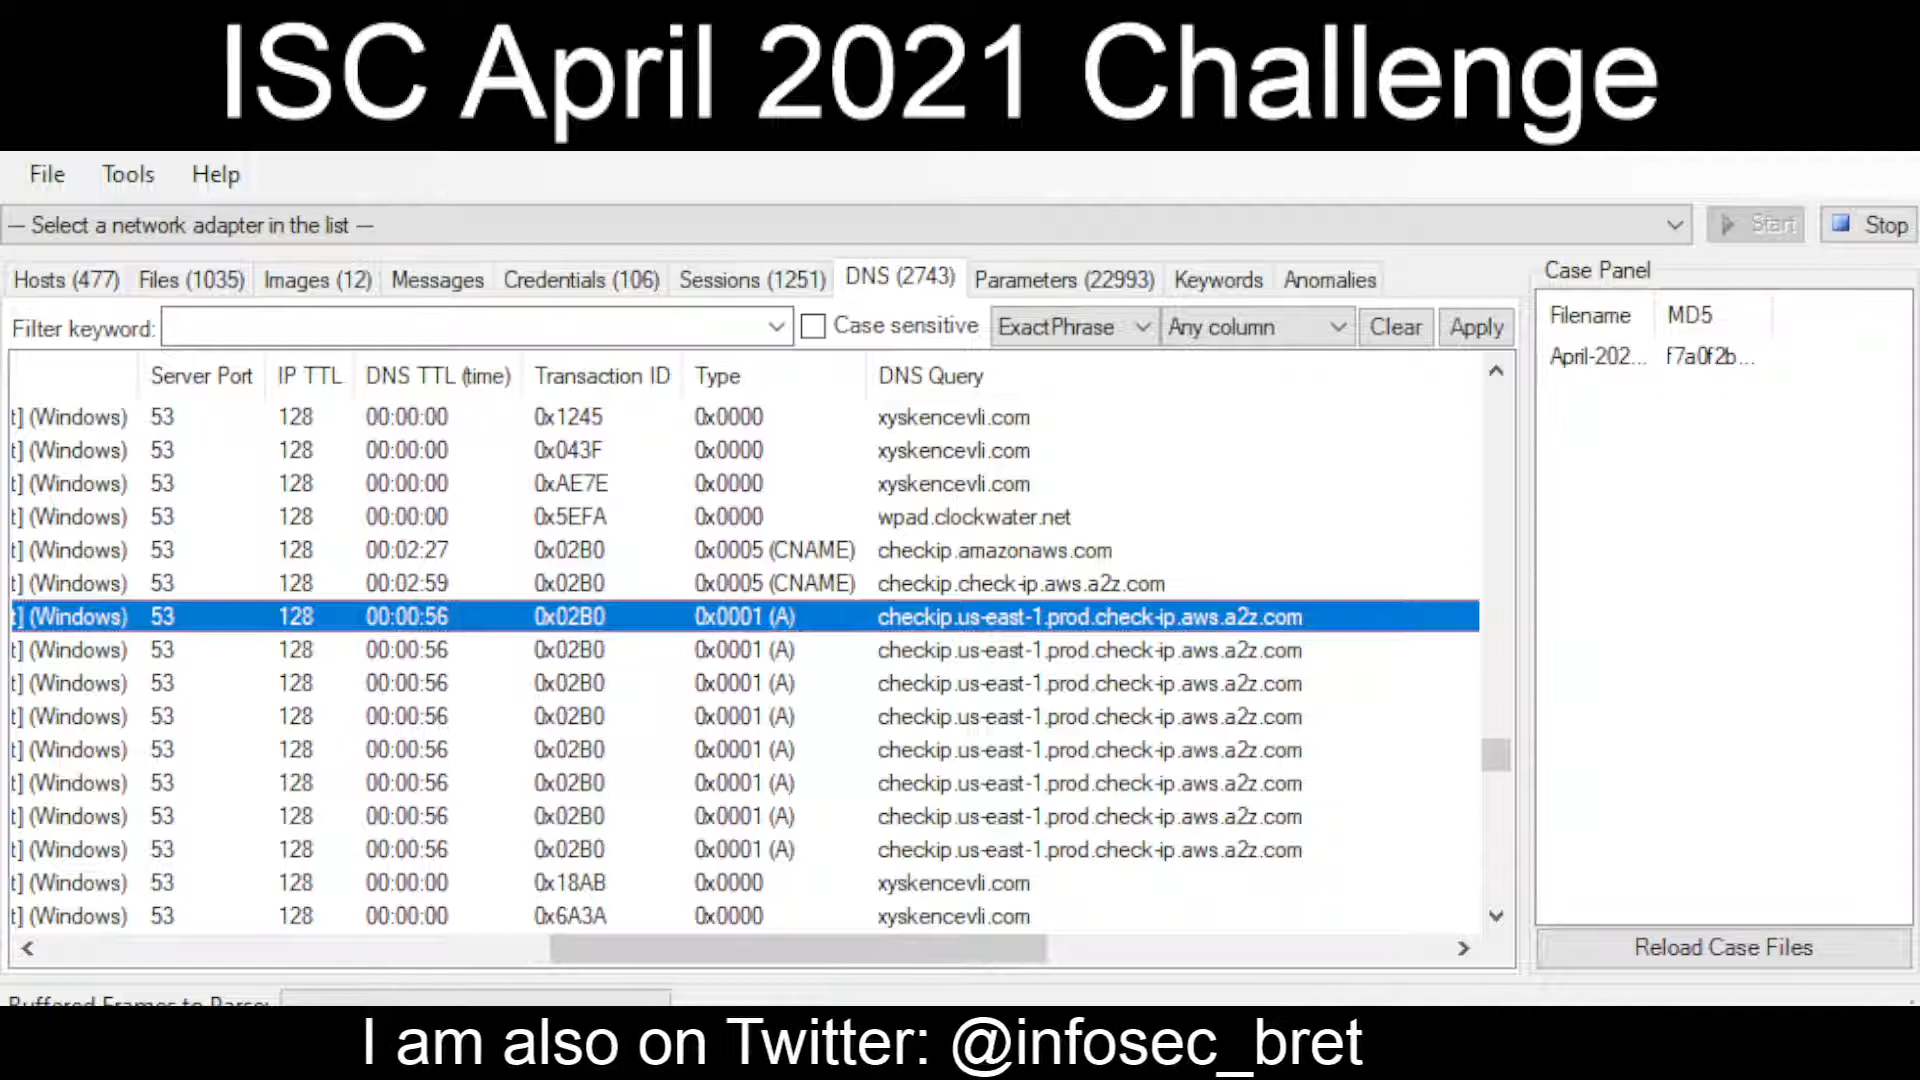 ISC April 2021 Challenge
File Tools Help
— Select a network adapter in the list —
Start Stop
Hosts (477) Files (1035) Images (12) Messages Credentials (106) Sessions (1251) DNS (2743) Parameters (22993) Keywords Anomalies
Filter keyword: Case sensitive ExactPhrase Any column Clear Apply
Server Port IP TTL DNS TTL (time) Transaction ID Type DNS Query
t] (Windows) 53 128 00:00:00 0x1245 0x0000 xyskencevli.com
t] (Windows) 53 128 00:00:00 0x043F 0x0000 xyskencevli.com
t] (Windows) 53 128 00:00:00 0xAE7E 0x0000 xyskencevli.com
t] (Windows) 53 128 00:00:00 0x5EFA 0x0000 wpad.clockwater.net
t] (Windows) 53 128 00:02:27 0x02B0 0x0005 (CNAME) checkip.amazonaws.com
t] (Windows) 53 128 00:02:59 0x02B0 0x0005 (CNAME) checkip.check-ip.aws.a2z.com
t] (Windows) 53 128 00:00:56 0x02B0 0x0001 (A) checkip.us-east-1.prod.check-ip.aws.a2z.com
t] (Windows) 53 128 00:00:56 0x02B0 0x0001 (A) checkip.us-east-1.prod.check-ip.aws.a2z.com
t] (Windows) 53 128 00:00:56 0x02B0 0x0001 (A) checkip.us-east-1.prod.check-ip.aws.a2z.com
t] (Windows) 53 128 00:00:56 0x02B0 0x0001 (A) checkip.us-east-1.prod.check-ip.aws.a2z.com
t] (Windows) 53 128 00:00:56 0x02B0 0x0001 (A) checkip.us-east-1.prod.check-ip.aws.a2z.com
t] (Windows) 53 128 00:00:56 0x02B0 0x0001 (A) checkip.us-east-1.prod.check-ip.aws.a2z.com
t] (Windows) 53 128 00:00:56 0x02B0 0x0001 (A) checkip.us-east-1.prod.check-ip.aws.a2z.com
t] (Windows) 53 128 00:00:56 0x02B0 0x0001 (A) checkip.us-east-1.prod.check-ip.aws.a2z.com
t] (Windows) 53 128 00:00:00 0x18AB 0x0000 xyskencevli.com
t] (Windows) 53 128 00:00:00 0x6A3A 0x0000 xyskencevli.com
Case Panel
Filename MD5
April-202... f7a0f2b...
Reload Case Files
Buffered Frames to Parse:
I am also on Twitter: @infosec_bret